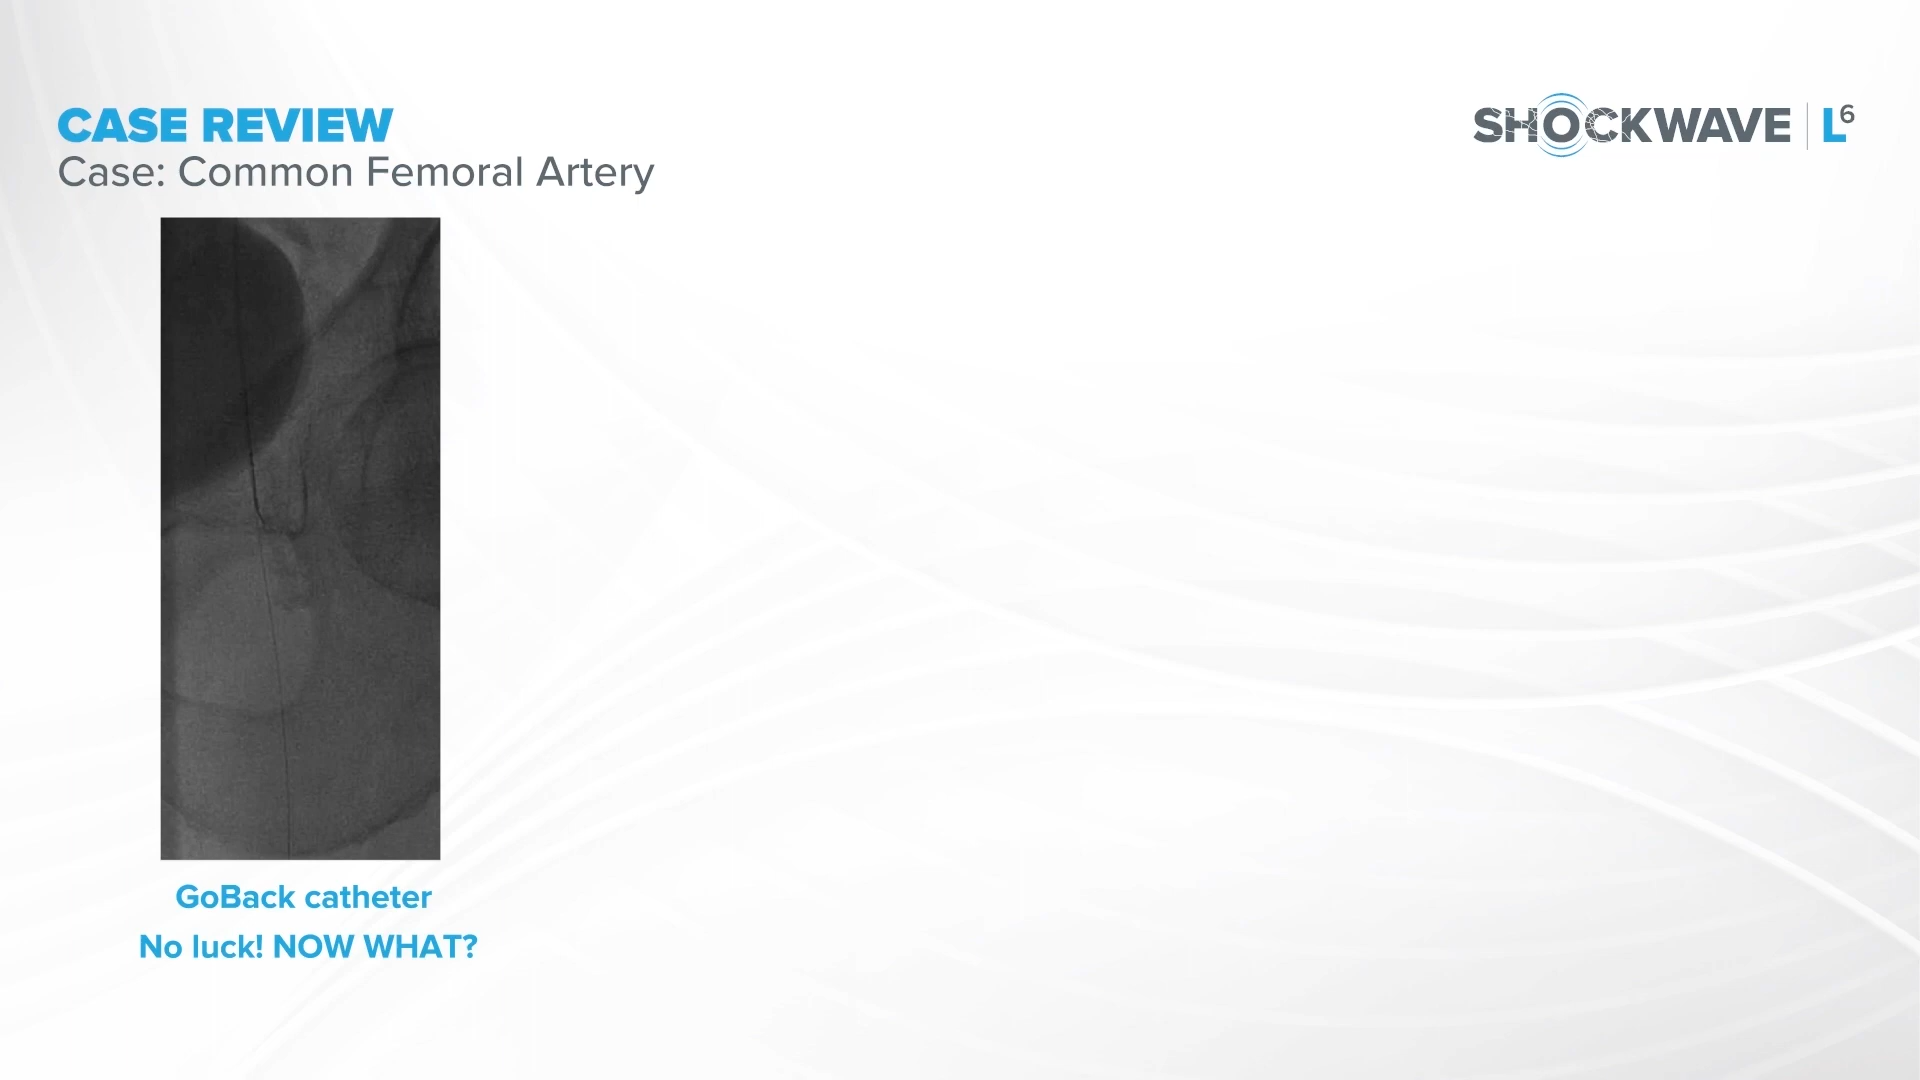 CASE REVIEW
Case: Common Femoral Artery
SHOCKWAVE | L6
GoBack catheter
No luck! NOW WHAT?